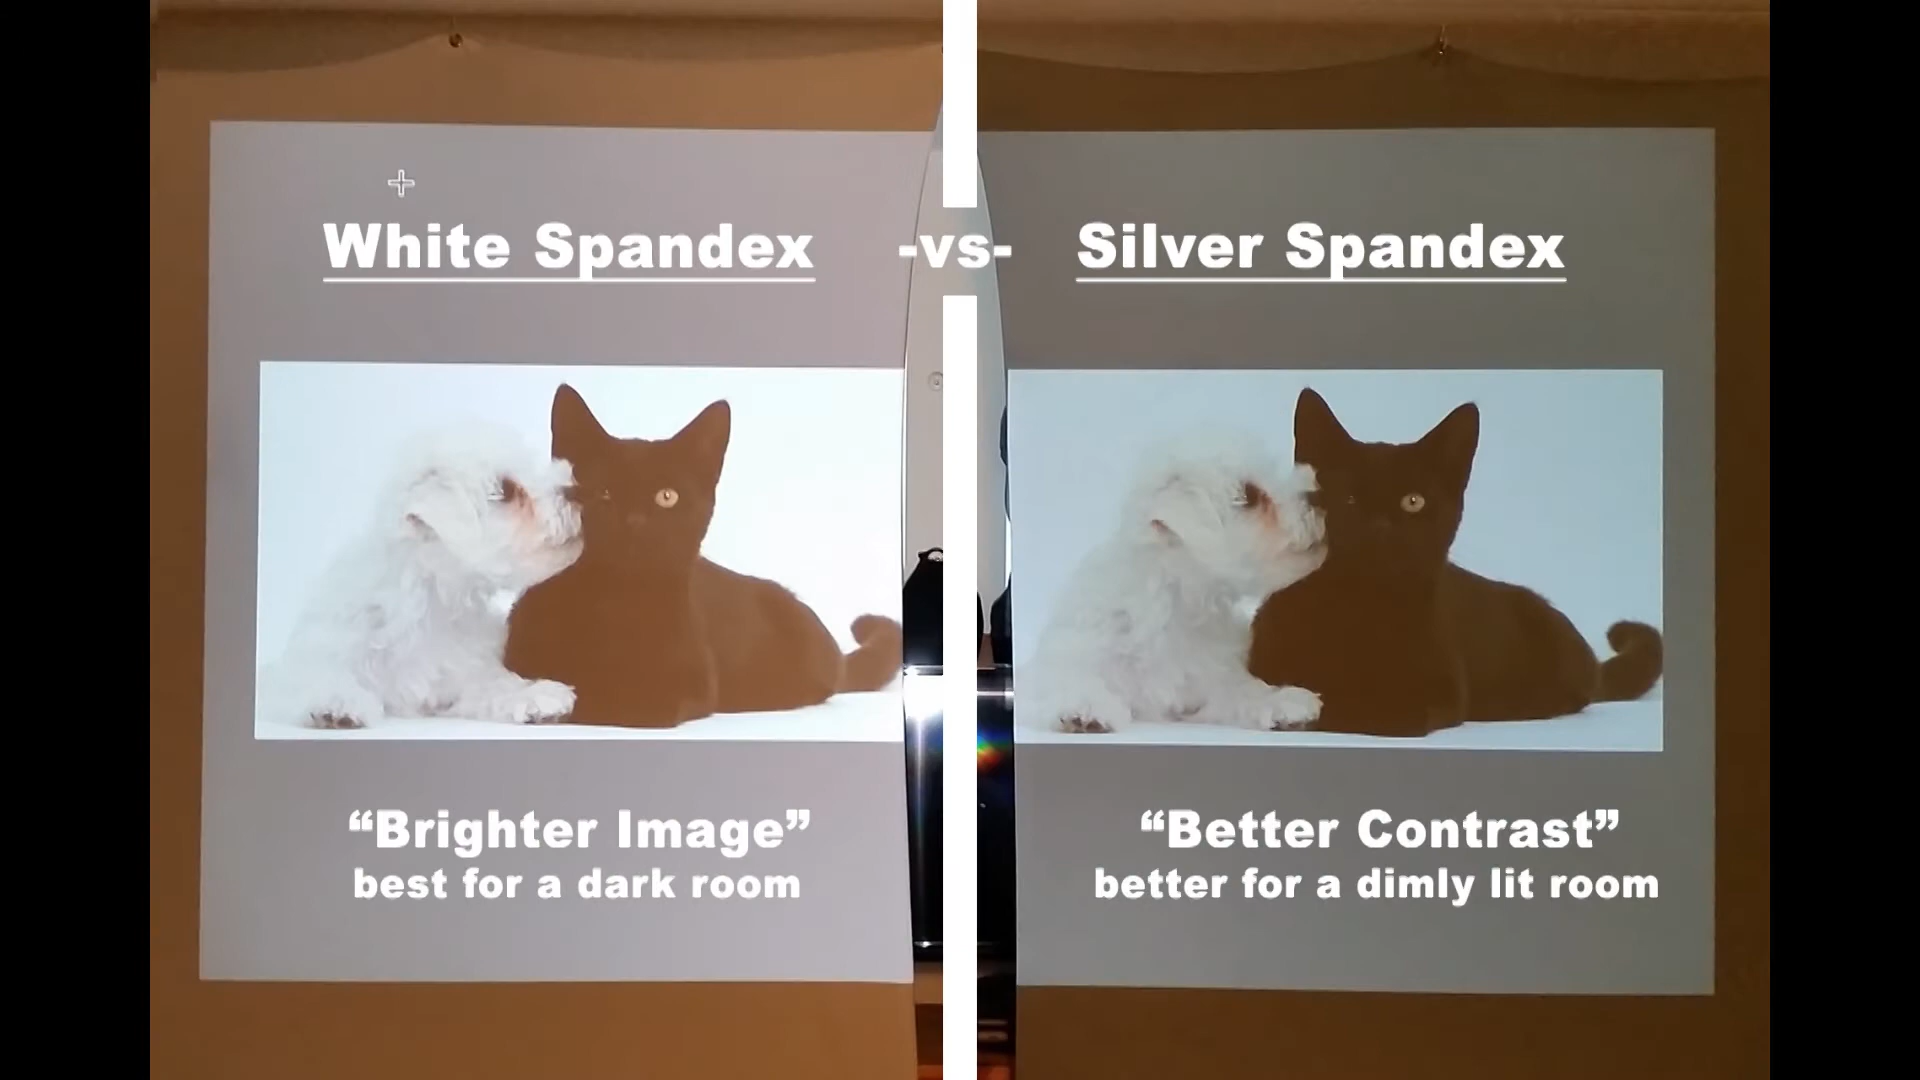 White Spandex -vs- Silver Spandex
“Brighter Image”
best for a dark room
“Better Contrast”
better for a dimly lit room